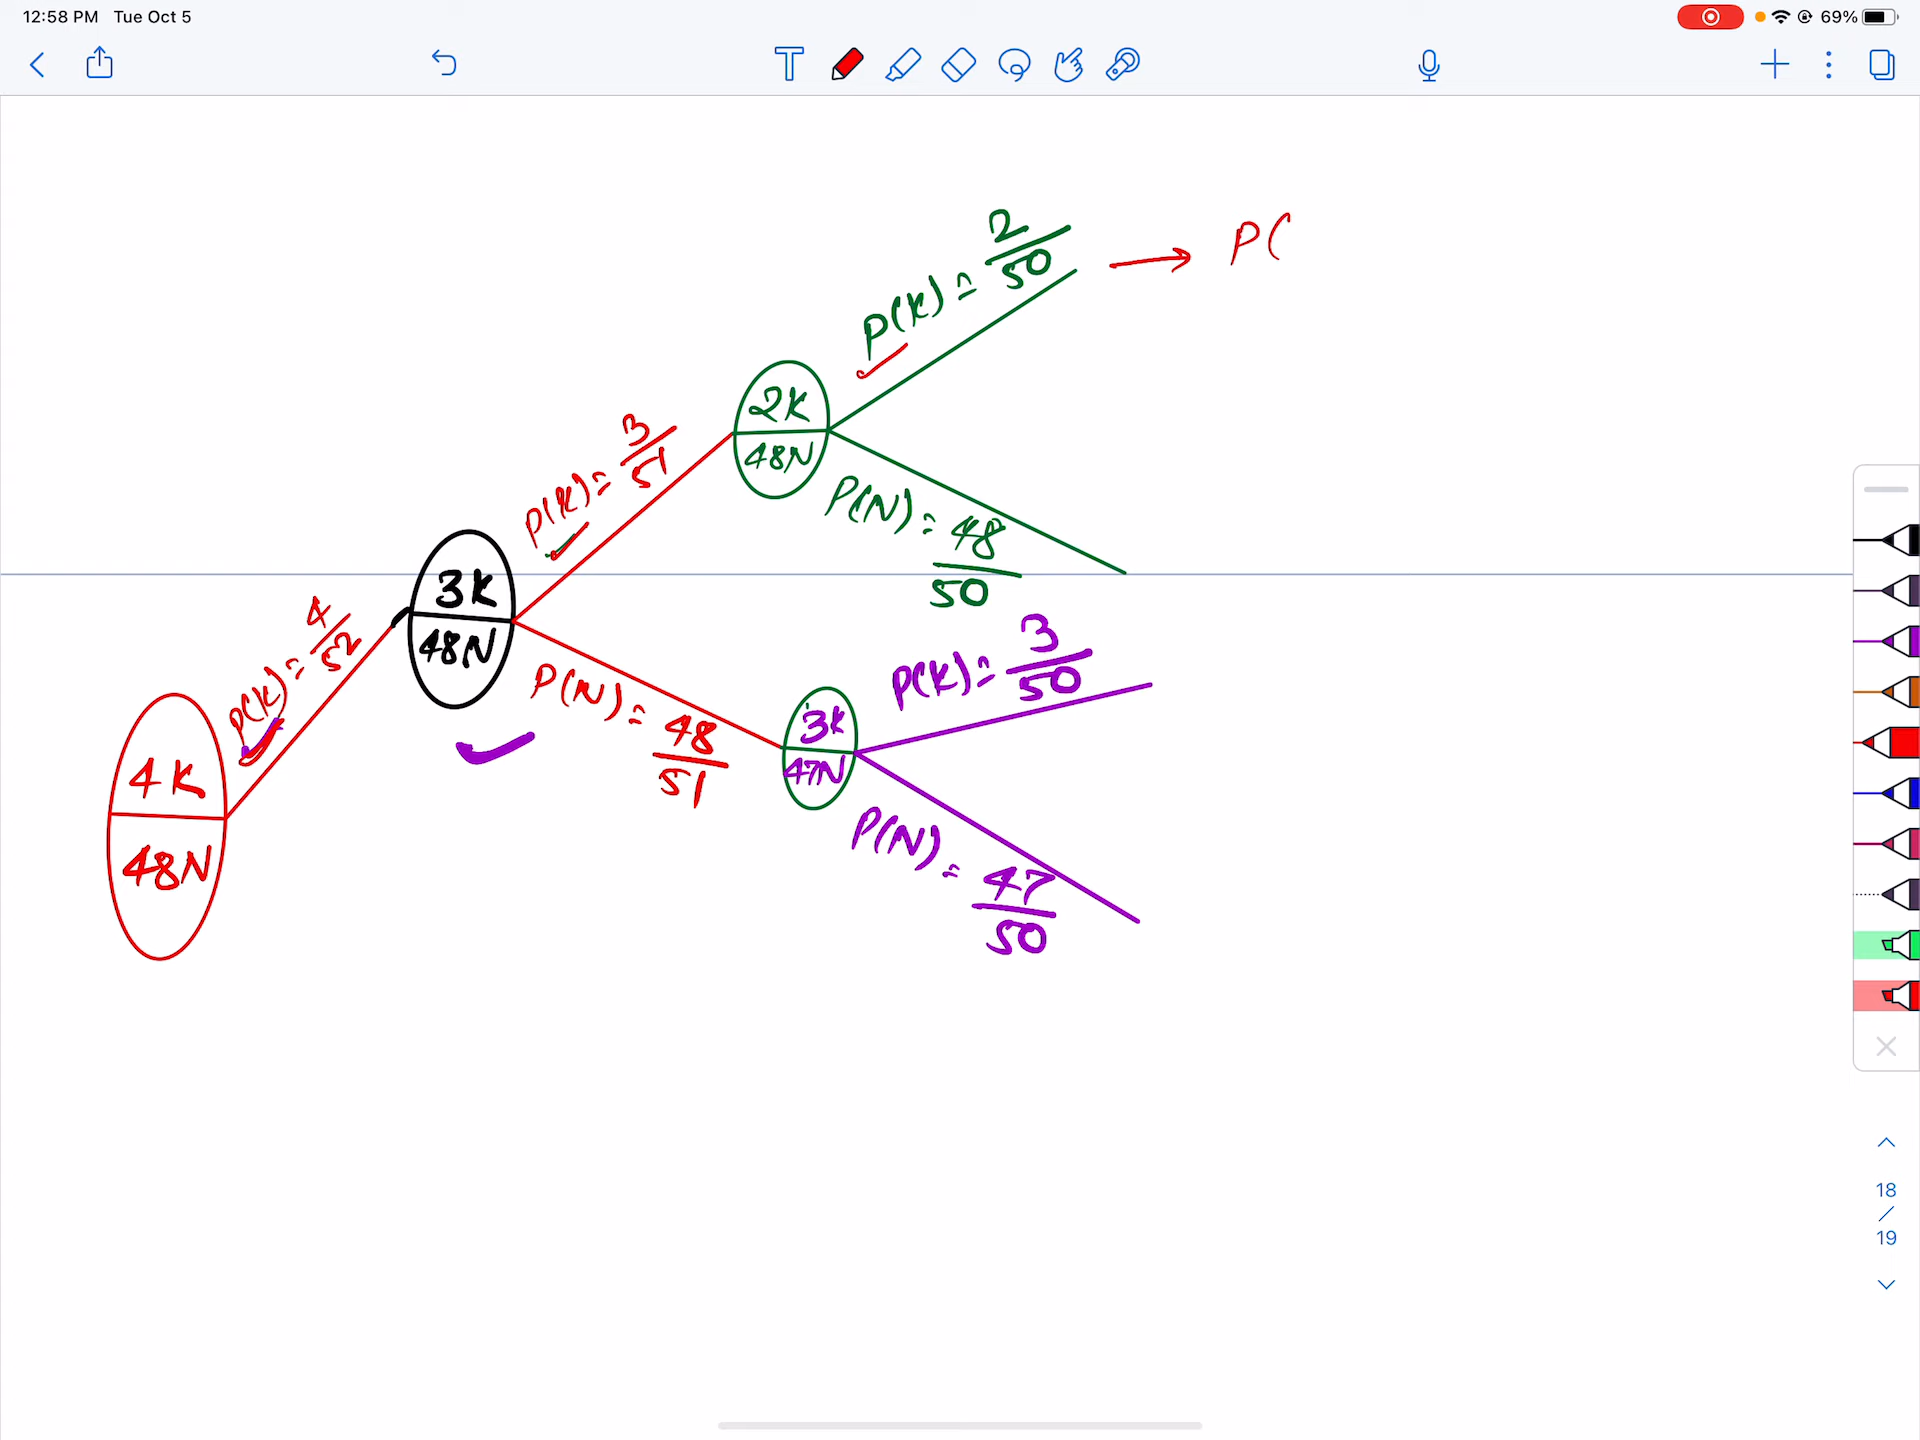 12:58 PM Tue Oct 5
69%
T
P(K) = 2/50
P(
2K
48N
P(K) = 3/51
P(N) = 48/50
3K
48N
P(K) = 4/52
P(N) = 48/51
P(K) = 3/50
3K
47N
4K
48N
P(N) = 47/50
18
/
19